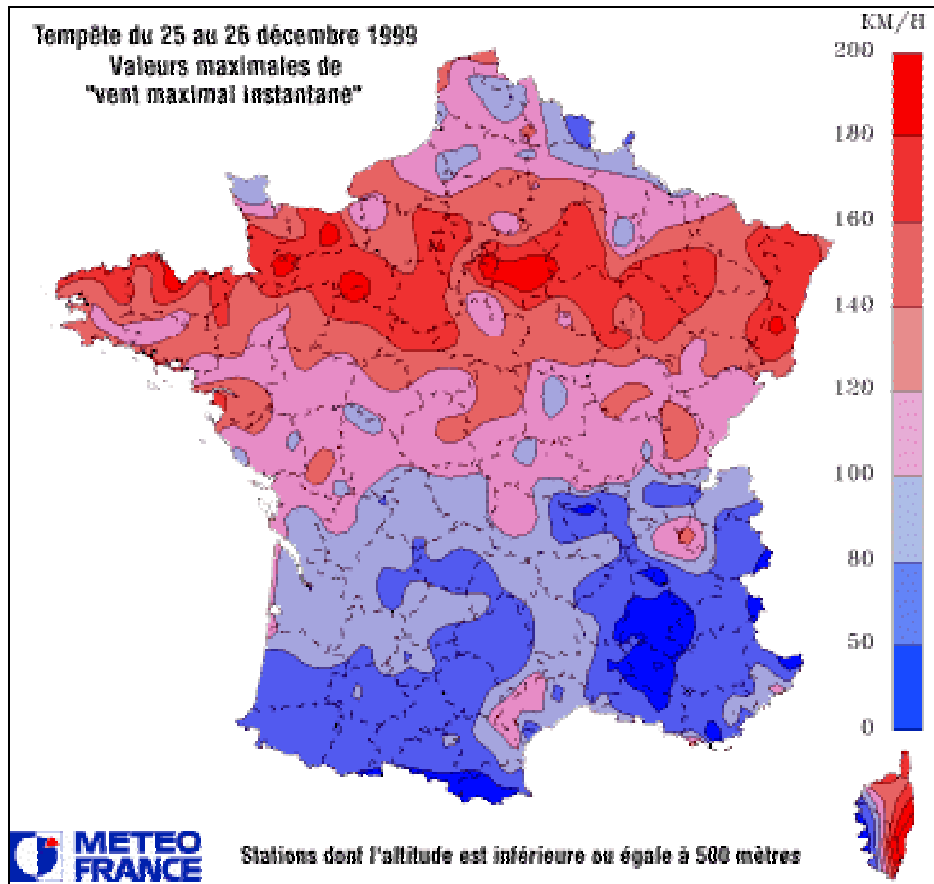 Tempête du 25 au 26 décembre 1999
Valeurs maximales de
"vent maximal instantané"
KM/H
200
180
160
140
120
100
80
50
0
METEO
FRANCE
Stations dont l'altitude est inférieure ou égale à 500 mètres